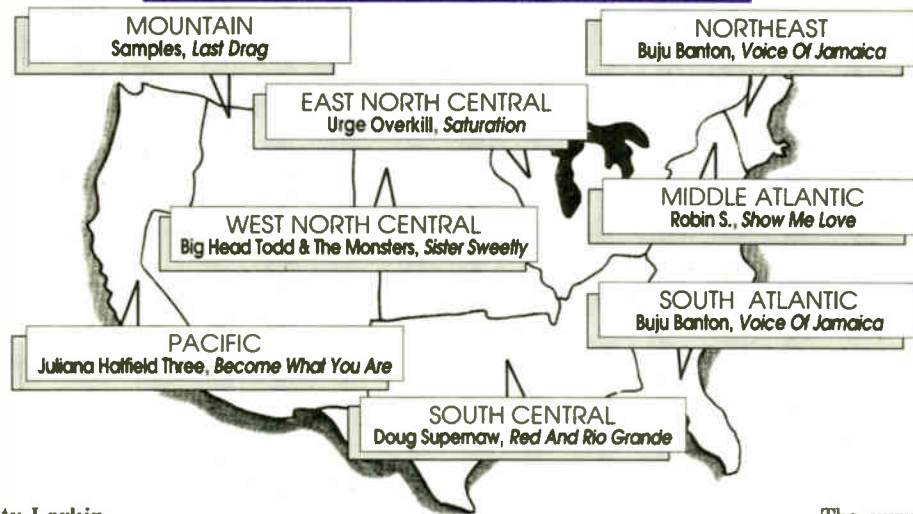 MOUNTAIN
Samples, Last Drag
NORTHEAST
Buju Banton, Voice Of Jamaica
EAST NORTH CENTRAL
Urge Overkill, Saturation
MIDDLE ATLANTIC
Robin S., Show Me Love
WEST NORTH CENTRAL
Big Head Todd & The Monsters, Sister Sweetly
SOUTH ATLANTIC
Buju Banton, Voice Of Jamaica
PACIFIC
Juliana Hatfield Three, Become What You Are
SOUTH CENTRAL
Doug Supernaw, Red And Rio Grande
Larkin
The